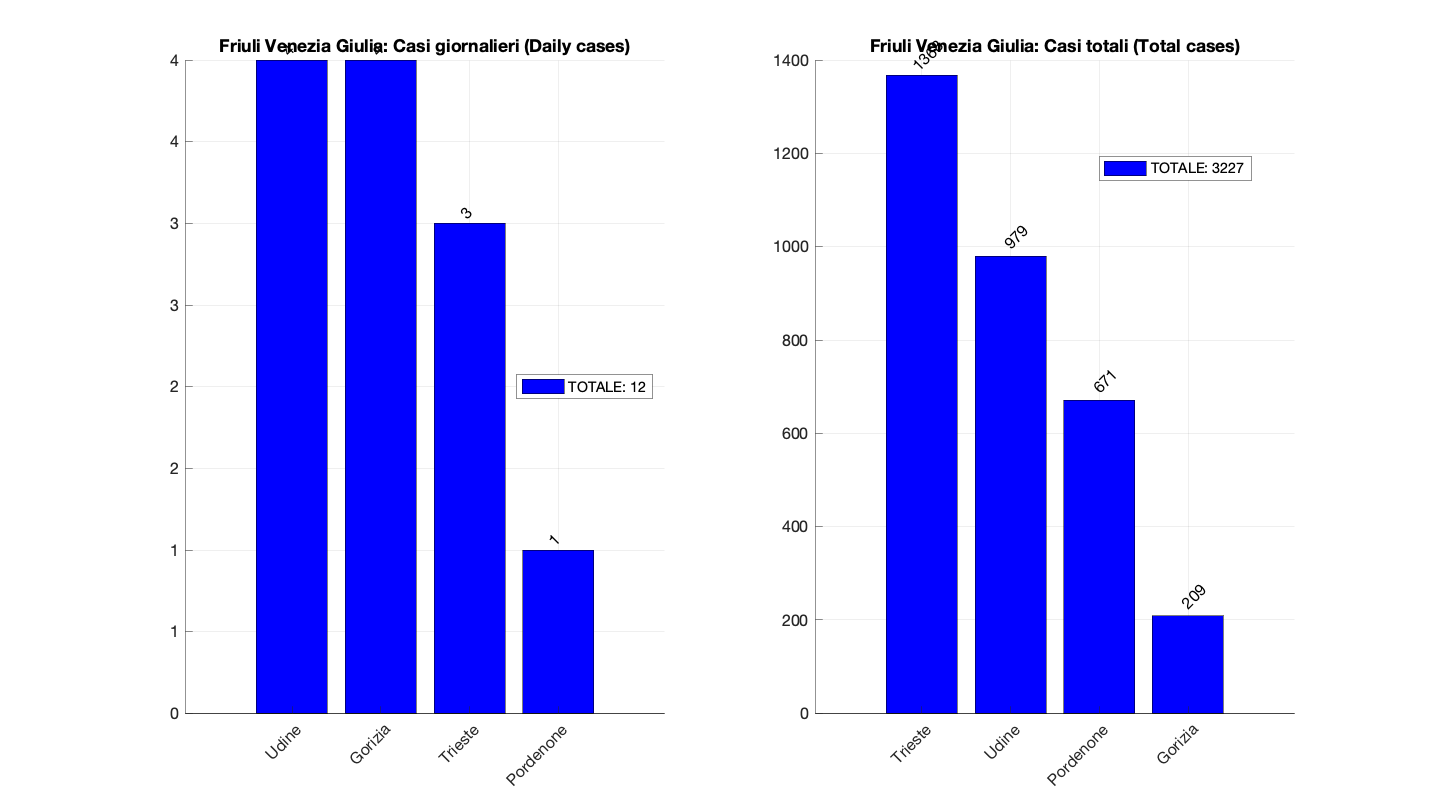 Friuli Venezia Giulia: Casi giornalieri (Daily cases)
4
4
3
3
2
2
1
1
0
3
1
TOTALE: 12
Udine
Gorizia
Trieste
Pordenone
Friuli Venezia Giulia: Casi totali (Total cases)
1400
1200
1000
800
600
400
200
0
1368
979
671
209
TOTALE: 3227
Trieste
Udine
Pordenone
Gorizia